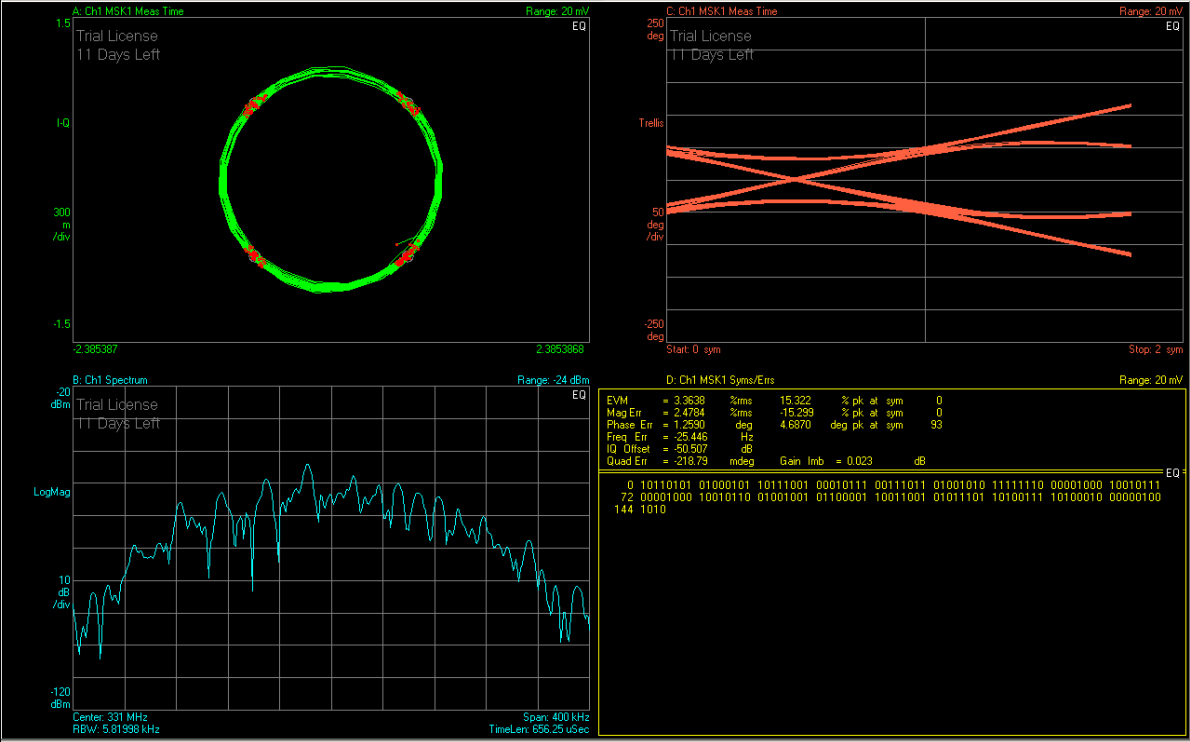 A: Ch1 MSK1 Meas Time Range: 20 mV
1.5
EQ
Trial License
11 Days Left
I-Q
300
m
/div
-1.5
-2.385387 2.3853868
C: Ch1 MSK1 Meas Time Range: 20 mV
250
deg
EQ
Trial License
11 Days Left
Trellis
50
deg
/div
-250
deg
Start: 0 sym Stop: 2 sym
B: Ch1 Spectrum Range: -24 dBm
-20
dBm
EQ
Trial License
11 Days Left
LogMag
10
dB
/div
-120
dBm
Center: 331 MHz Span: 400 kHz
RBW: 5.81998 kHz TimeLen: 656.25 uSec
D: Ch1 MSK1 Syms/Errs Range: 20 mV
EVM = 3.3638 %rms 15.322 % pk at sym 0
Mag Err = 2.4784 %rms -15.299 % pk at sym 0
Phase Err = 1.2590 deg 4.6870 deg pk at sym 93
Freq Err = -25.446 Hz
IQ Offset = -50.507 dB
Quad Err = -218.79 mdeg Gain Imb = 0.023 dB
EQ
0 10110101 01000101 10111001 00010111 00111011 01001010 11111110 00001000 10010111
72 00001000 10010110 01001001 01100001 10011001 01011101 10100111 10100010 00000100
144 1010